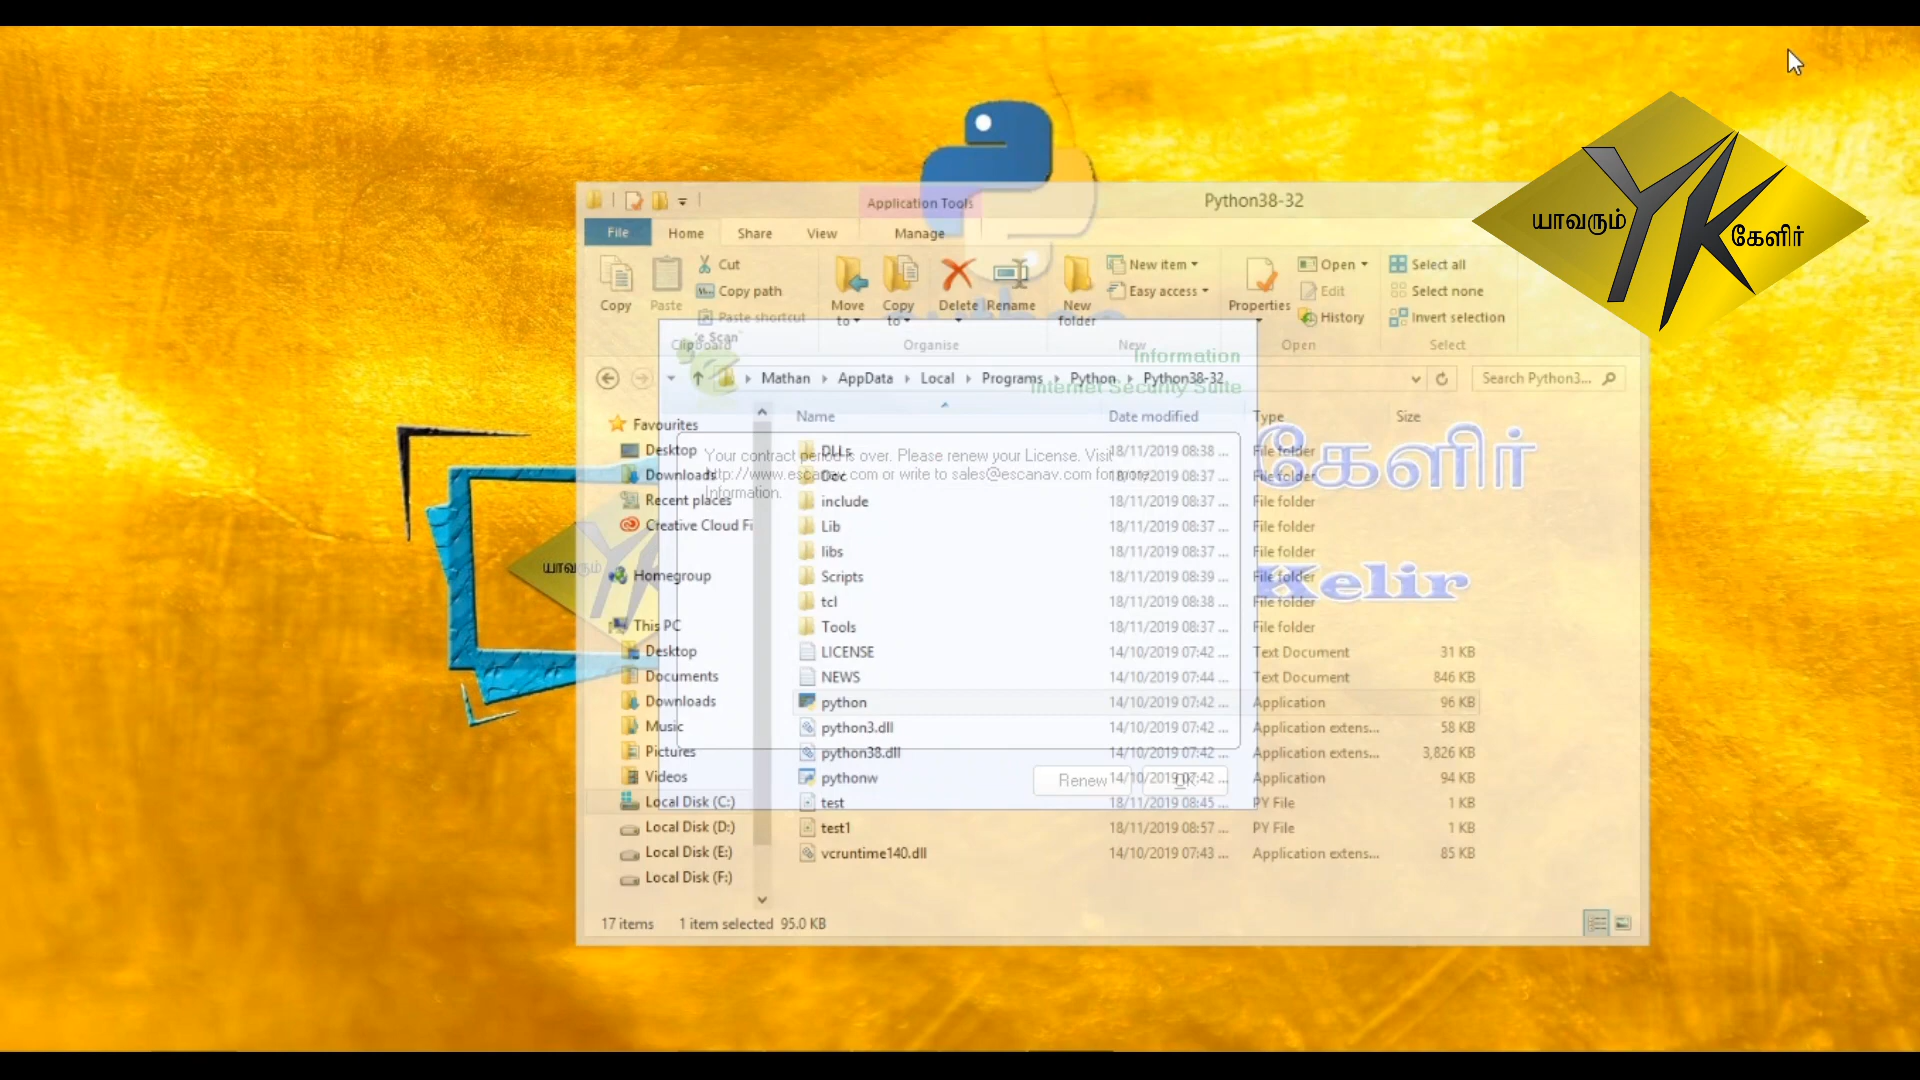 Application Tools
Python38-32
File
Home
Share
View
Manage
Copy
Paste
Cut
Copy path
Paste shortcut
Move to
Copy to
Delete
Rename
New folder
New item
Easy access
Properties
Open
Edit
History
Select all
Select none
Invert selection
Clipboard
Organise
New
Open
Select
யாவரும்
YK
கேளிர்
Information
Internet Security Suite
Mathan
AppData
Local
Programs
Python
Python38-32
Search Python3...
Name
Date modified
Type
Size
Your contract period is over. Please renew your License. Visit
http://www.escanav.com or write to sales@escanav.com for more
Information.
Renew
OK
Favourites
Desktop
Downloads
Recent places
Creative Cloud Fi
Homegroup
This PC
Desktop
Documents
Downloads
Music
Pictures
Videos
Local Disk (C:)
Local Disk (D:)
Local Disk (E:)
Local Disk (F:)
DLLs 18/11/2019 08:38 ... File folder
Doc 18/11/2019 08:37 ... File folder
include 18/11/2019 08:37 ... File folder
Lib 18/11/2019 08:37 ... File folder
libs 18/11/2019 08:37 ... File folder
Scripts 18/11/2019 08:39 ... File folder
tcl 18/11/2019 08:38 ... File folder
Tools 18/11/2019 08:37 ... File folder
LICENSE 14/10/2019 07:42 ... Text Document 31 KB
NEWS 14/10/2019 07:44 ... Text Document 846 KB
python 14/10/2019 07:42 ... Application 96 KB
python3.dll 14/10/2019 07:42 ... Application extens... 58 KB
python38.dll 14/10/2019 07:42 ... Application extens... 3,826 KB
pythonw 14/10/2019 07:42 ... Application 94 KB
test 18/11/2019 08:45 ... PY File 1 KB
test1 18/11/2019 08:57 ... PY File 1 KB
vcruntime140.dll 14/10/2019 07:43 ... Application extens... 85 KB
கேளிர்
Kelir
யாவரும்
17 items
1 item selected 95.0 KB